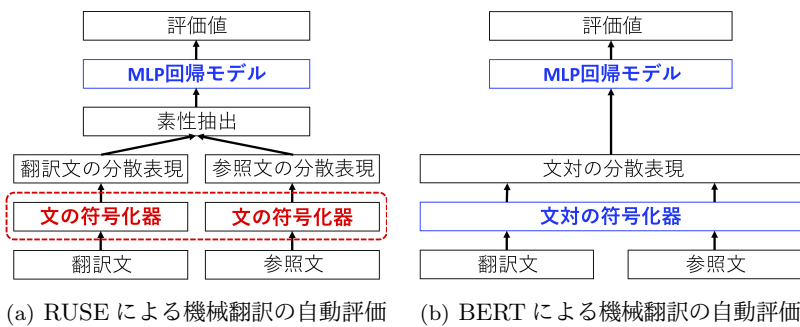 評価値
MLP回帰モデル
素性抽出
翻訳文の分散表現 参照文の分散表現
文の符号化器 文の符号化器
翻訳文 参照文
(a) RUSE による機械翻訳の自動評価
評価値
MLP回帰モデル
文対の分散表現
文対の符号化器
翻訳文 参照文
(b) BERT による機械翻訳の自動評価